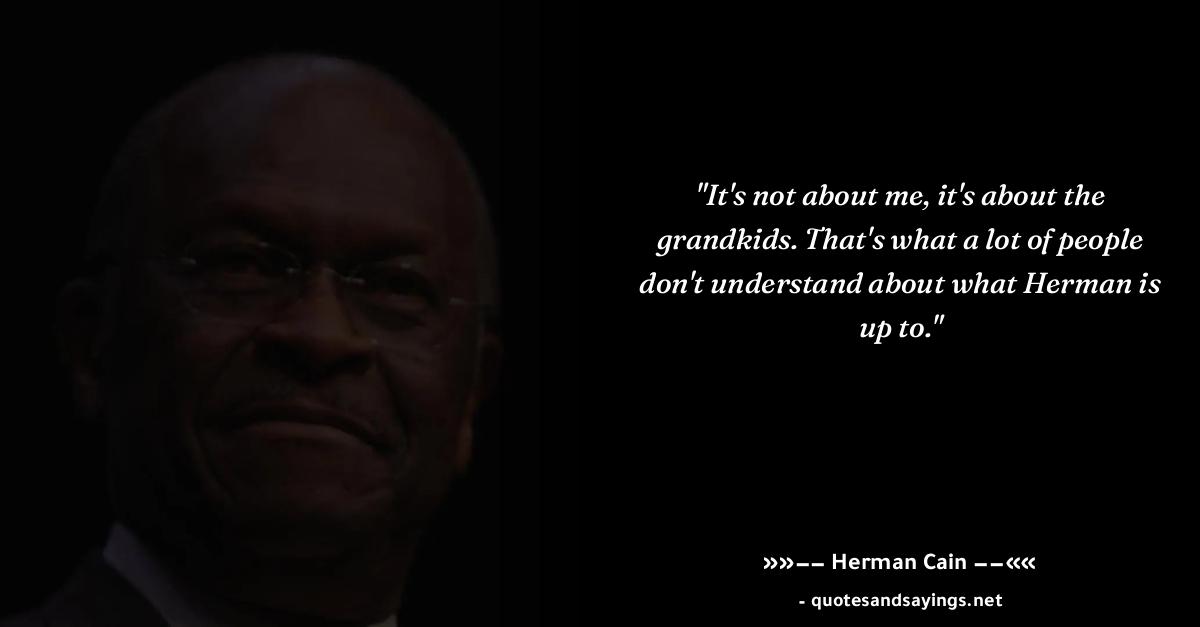 "It's not about me, it's about the
grandkids. That's what a lot of people
don't understand about what Herman is
up to."
»»−− Herman Cain −−««
- quotesandsayings.net